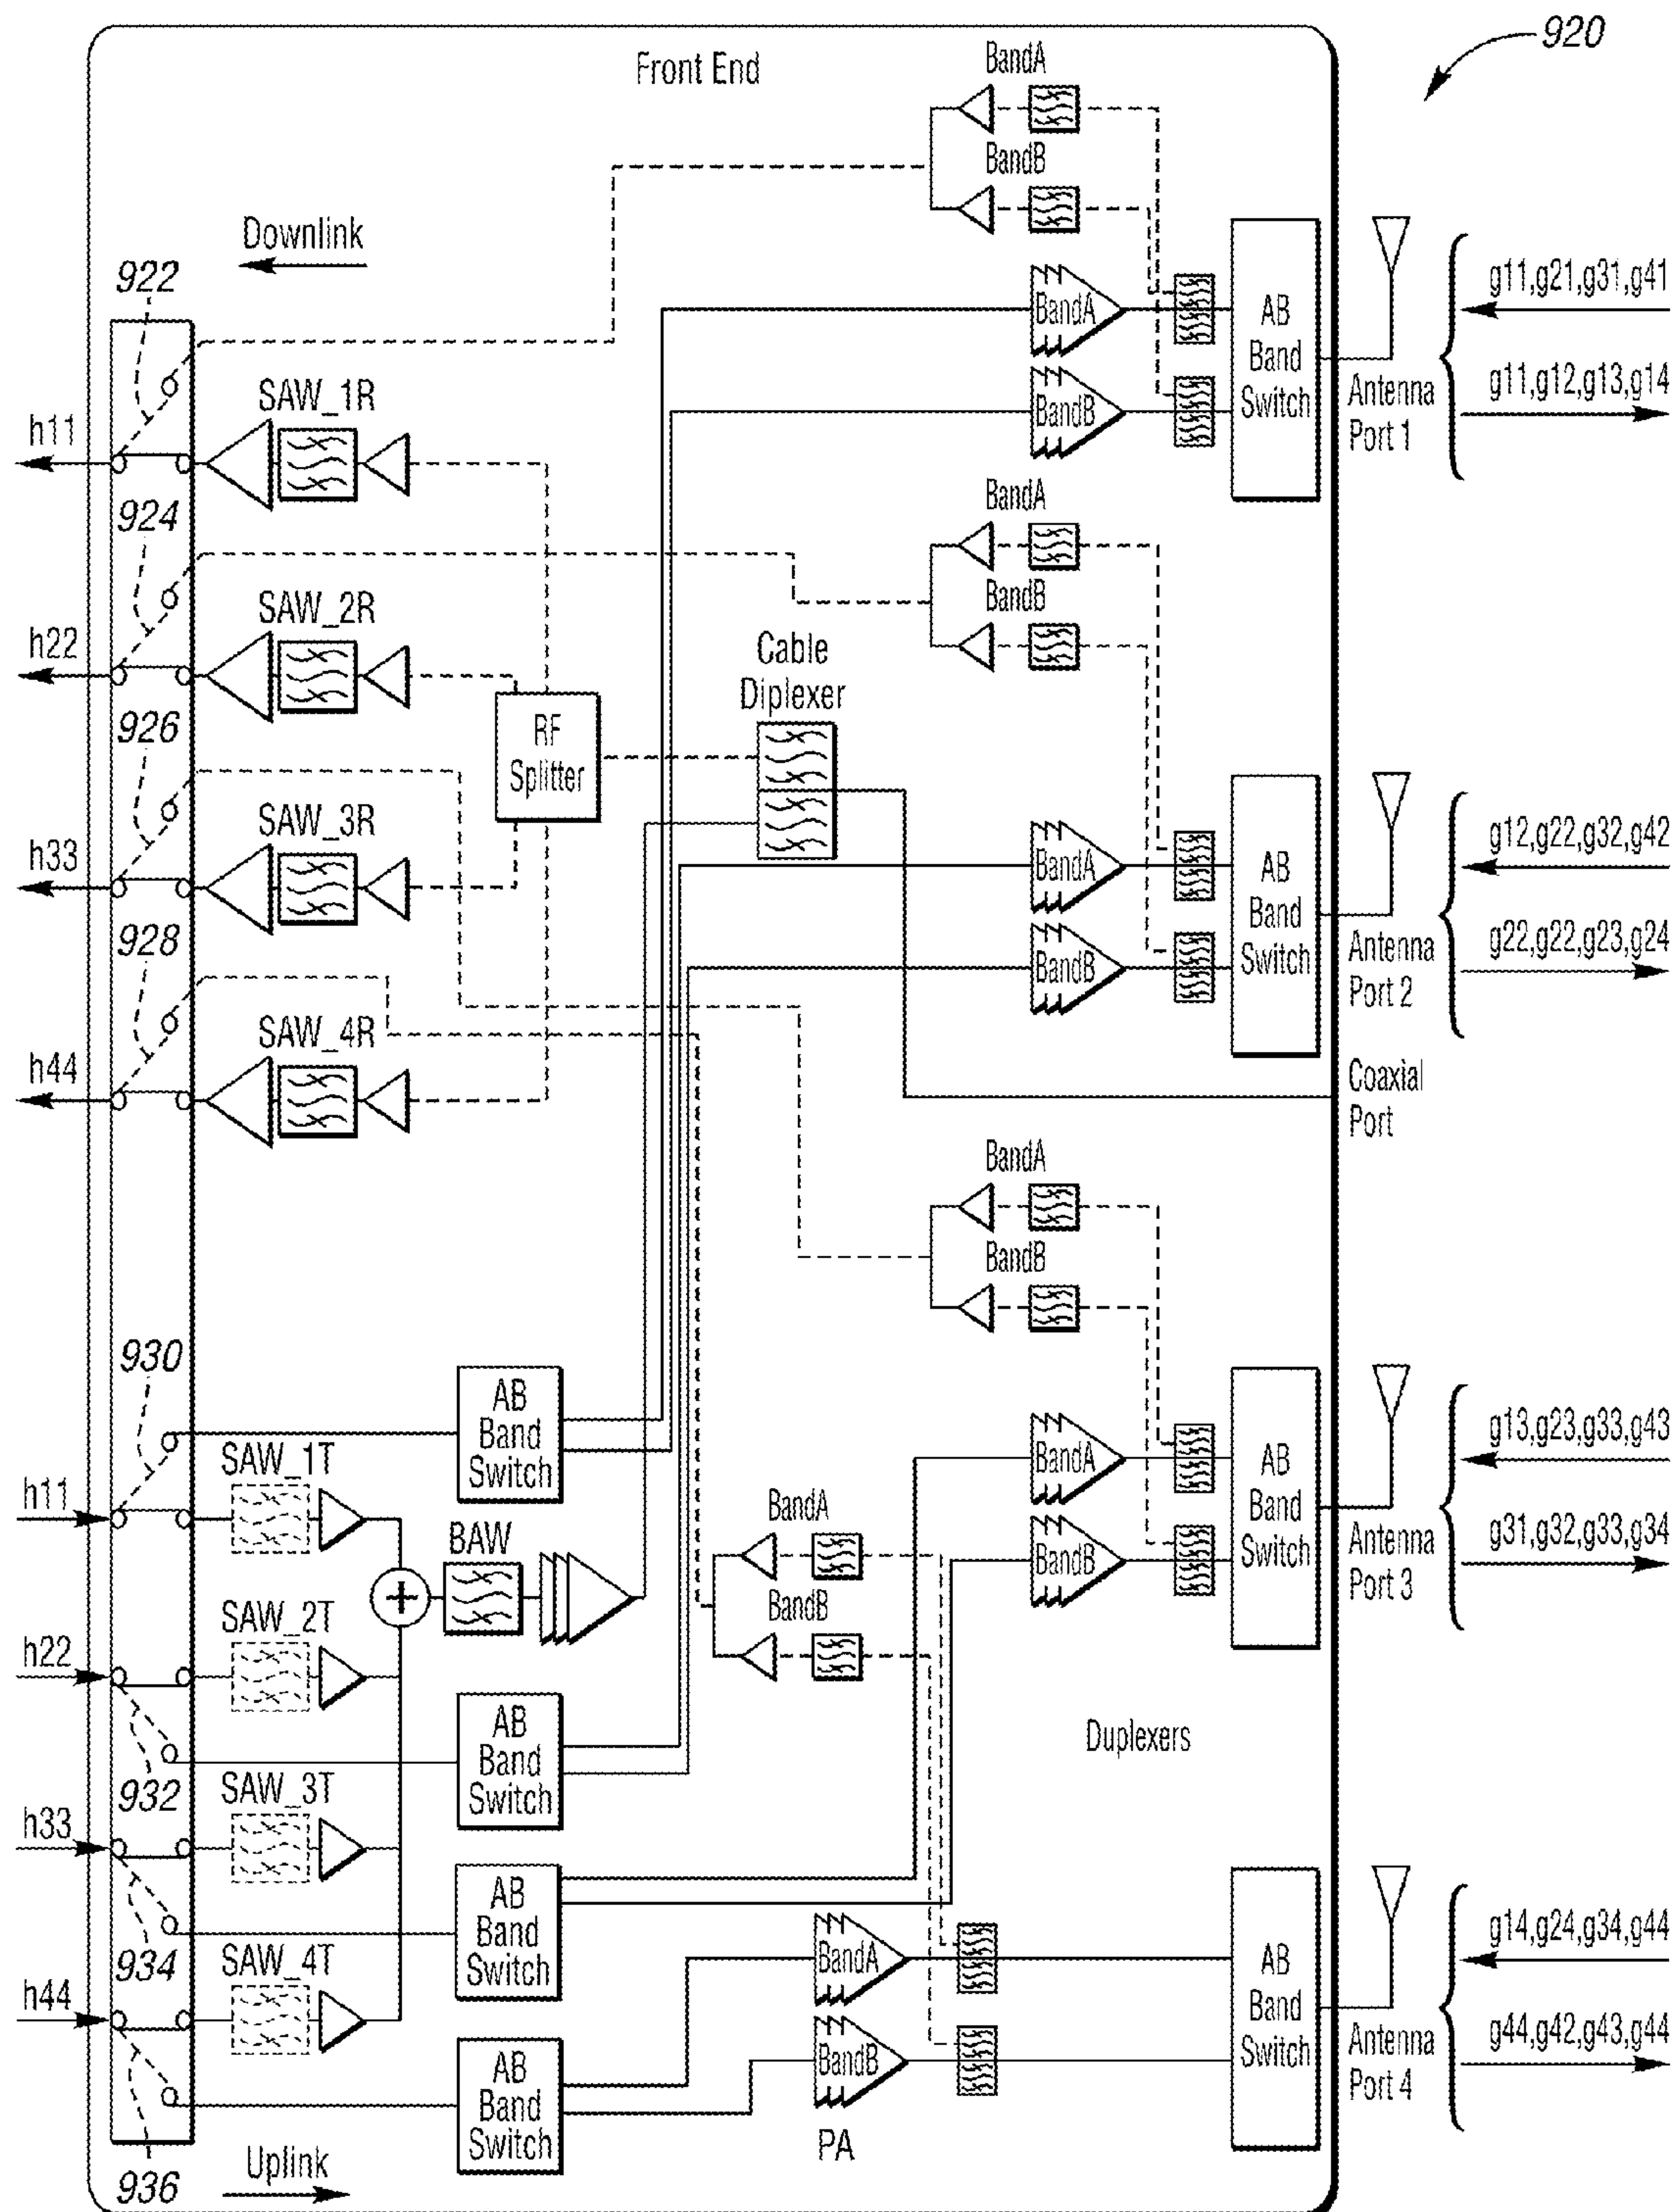 920
Front End
BandA
BandB
Downlink
922
h11
SAW_1R
BandA
BandB
AB
Band
Switch
Antenna
Port 1
g11,g21,g31,g41
g11,g12,g13,g14
924
h22
SAW_2R
BandA
BandB
Cable
Diplexer
RF
Splitter
926
h33
SAW_3R
BandA
BandB
AB
Band
Switch
Antenna
Port 2
g12,g22,g32,g42
g22,g22,g23,g24
928
h44
SAW_4R
Coaxial
Port
BandA
BandB
930
AB
Band
Switch
h11
SAW_1T
BAW
BandA
BandB
BandA
BandB
AB
Band
Switch
Antenna
Port 3
g13,g23,g33,g43
g31,g32,g33,g34
+
h22
SAW_2T
932
AB
Band
Switch
Duplexers
h33
SAW_3T
934
AB
Band
Switch
h44
SAW_4T
BandA
BandB
PA
AB
Band
Switch
Antenna
Port 4
g14,g24,g34,g44
g44,g42,g43,g44
936
AB
Band
Switch
Uplink